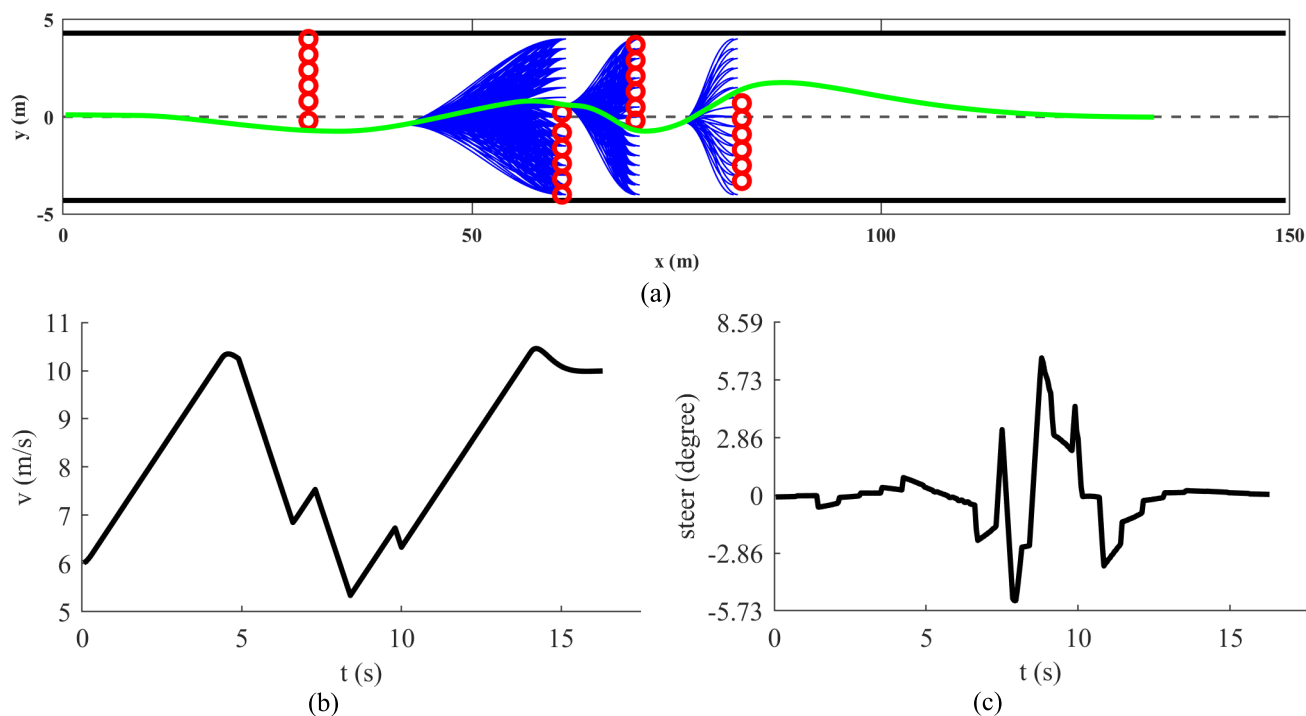 5
0
-5
y (m)
0 50 100 150
x (m)
(a)
11
10
9
8
7
6
5
v (m/s)
0 5 10 15
t (s)
(b)
8.59
5.73
2.86
0
-2.86
-5.73
steer (degree)
0 5 10 15
t (s)
(c)